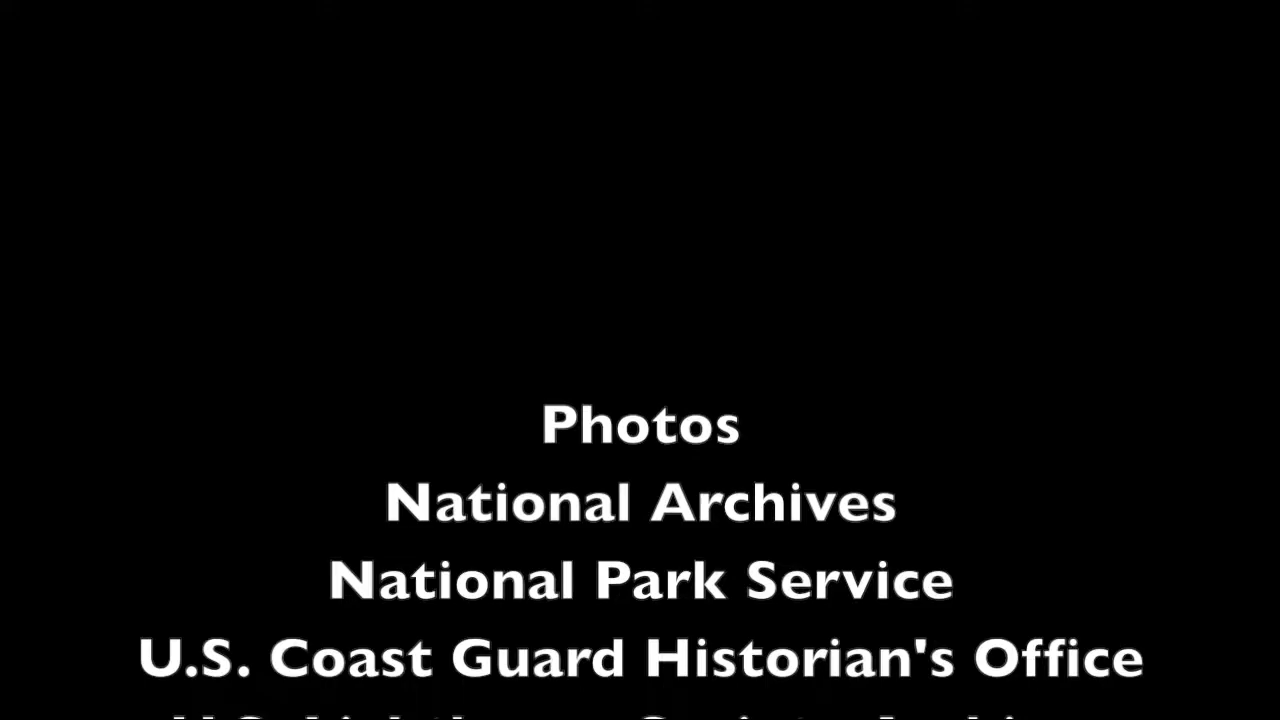 Photos
National Archives
National Park Service
U.S. Coast Guard Historian's Office